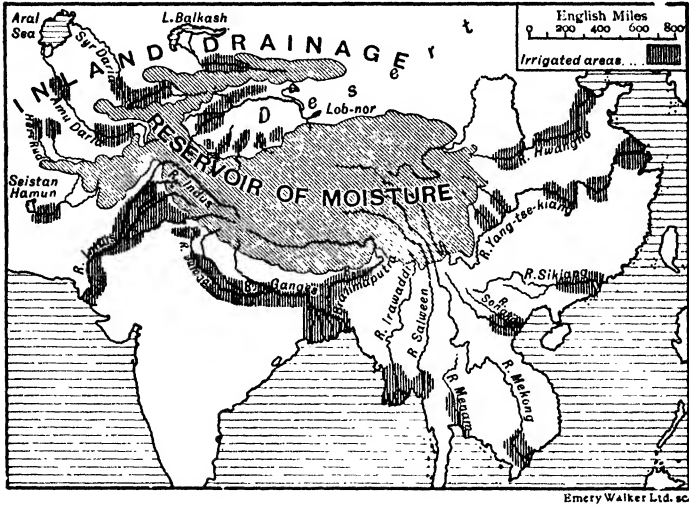 Aral
Sea
L. Balkash
English Miles
0 200 400 600 800
Irrigated areas...
INLAND DRAINAGE
Syr Daria
Amu Daria
Desert
Lob-nor
RESERVOIR OF MOISTURE
Seistan
Hamun
R. Indus
R. Hwangho
R. Yang-tse-kiang
R. Sikiang
R. Ganges
Brahmaputra
R. Irawaddi
R. Salween
R. Menam
R. Mekong
Emery Walker Ltd. sc.